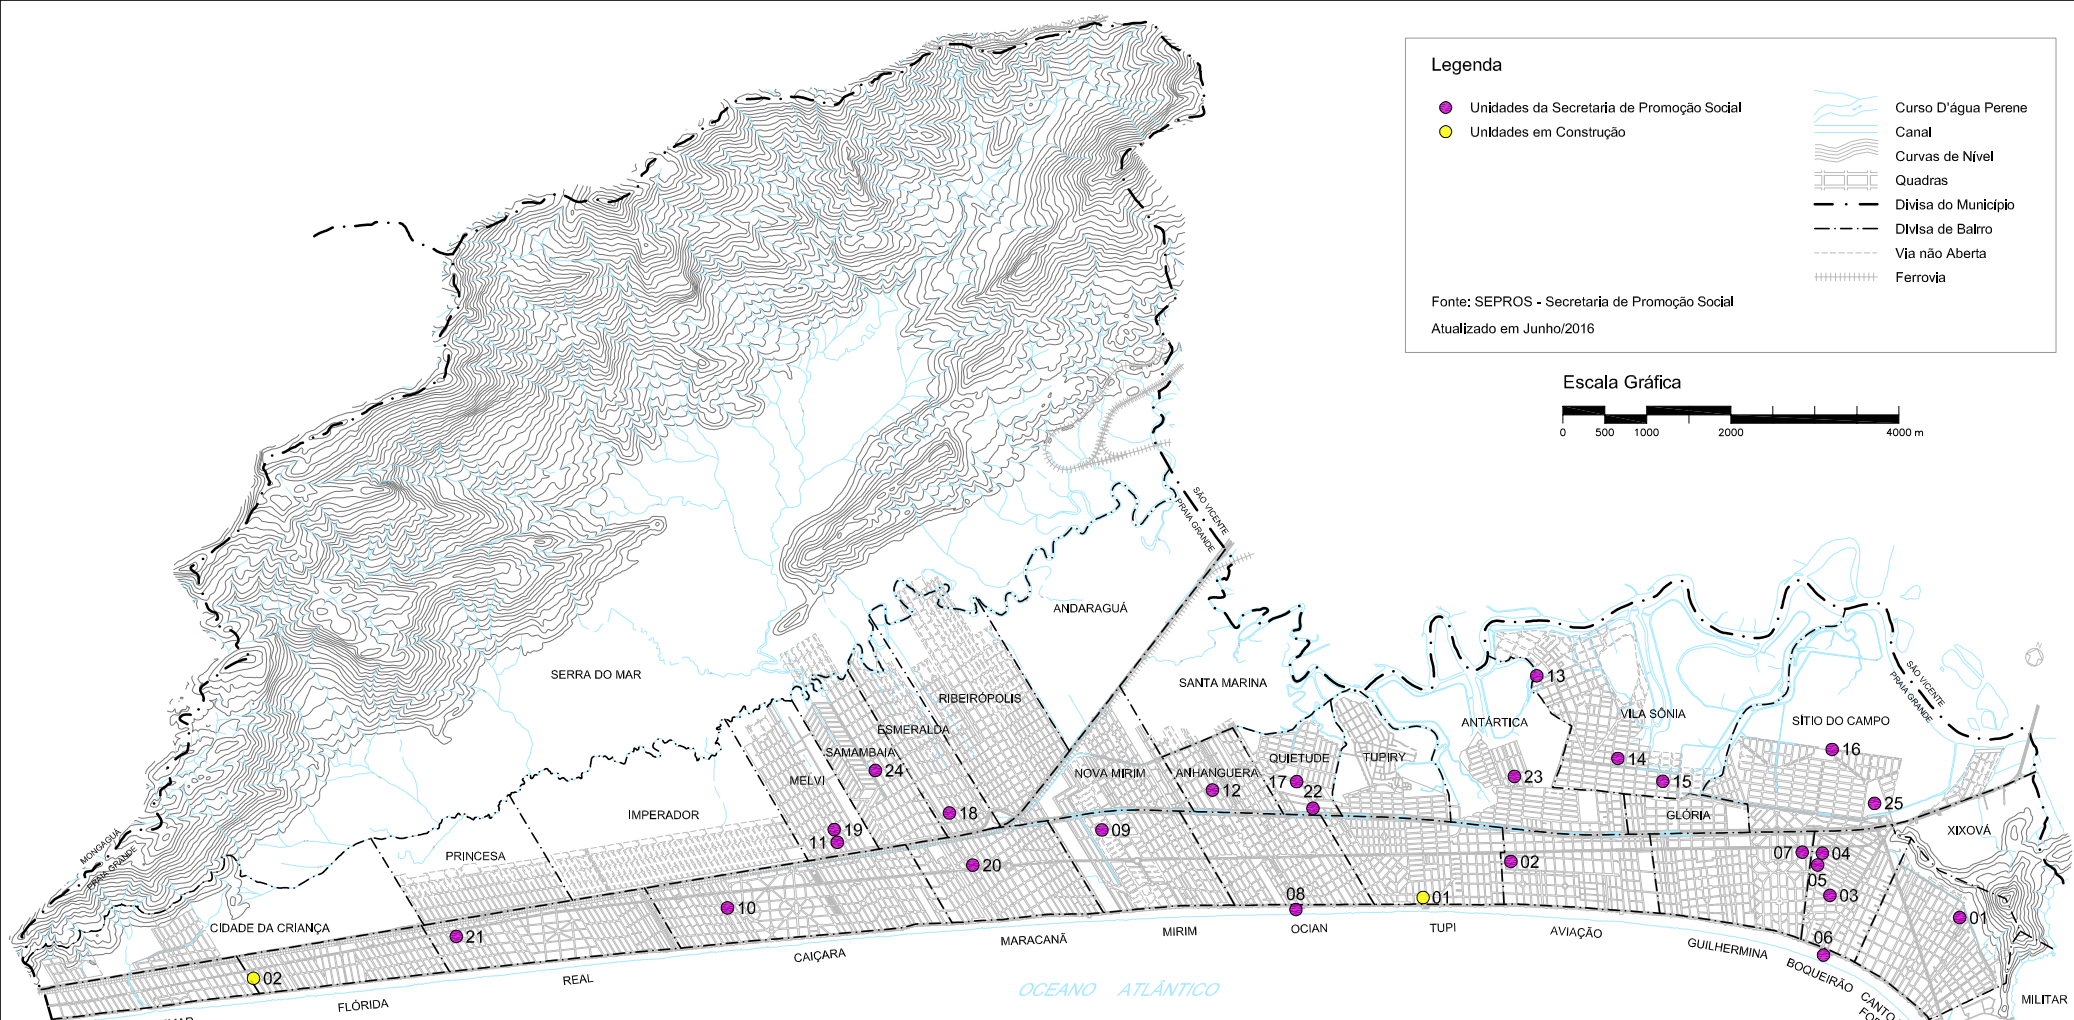 Legenda
Unidades da Secretaria de Promoção Social
Unidades em Construção
Curso D'água Perene
Canal
Curvas de Nível
Quadras
Divisa do Município
Divisa de Bairro
Via não Aberta
Ferrovia
Fonte: SEPROS - Secretaria de Promoção Social
Atualizado em Junho/2016
Escala Gráfica
0 500 1000 2000 4000 m
SÃO VICENTE
PRAIA GRANDE
ANDARAGUÁ
SERRA DO MAR
SANTA MARINA
RIBEIRÓPOLIS
ESMERALDA
SAMAMBAIA
24
MELVI
18
19
11
IMPERADOR
PRINCESA
MONGAGUÁ
PRAIA GRANDE
CIDADE DA CRIANÇA
NOVA MIRIM
09
ANHANGUERA
12
QUIETUDE
17
22
TUPIRY
ANTÁRTICA
13
23
VILA SÔNIA
14
15
SÍTIO DO CAMPO
16
25
SÃO VICENTE
PRAIA GRANDE
N
GLÓRIA
XIXOVÁ
07
04
05
03
06
01
02
01
08
20
10
21
02
FLÓRIDA
REAL
CAIÇARA
MARACANÃ
MIRIM
OCIAN
TUPI
AVIAÇÃO
GUILHERMINA
BOQUEIRÃO
CANTO
MILITAR
OCEANO ATLÂNTICO